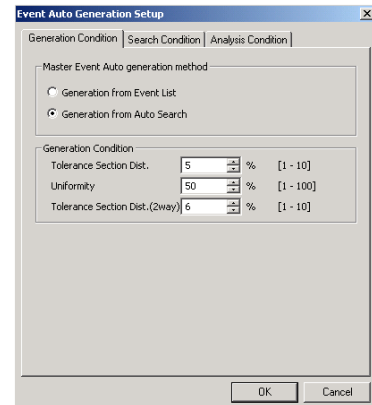 Event Auto Generation Setup
Generation Condition Search Condition Analysis Condition
Master Event Auto generation method
Generation from Event List
Generation from Auto Search
Generation Condition
Tolerance Section Dist. 5 % [1 - 10]
Uniformity 50 % [1 - 100]
Tolerance Section Dist.(2way) 6 % [1 - 10]
OK Cancel